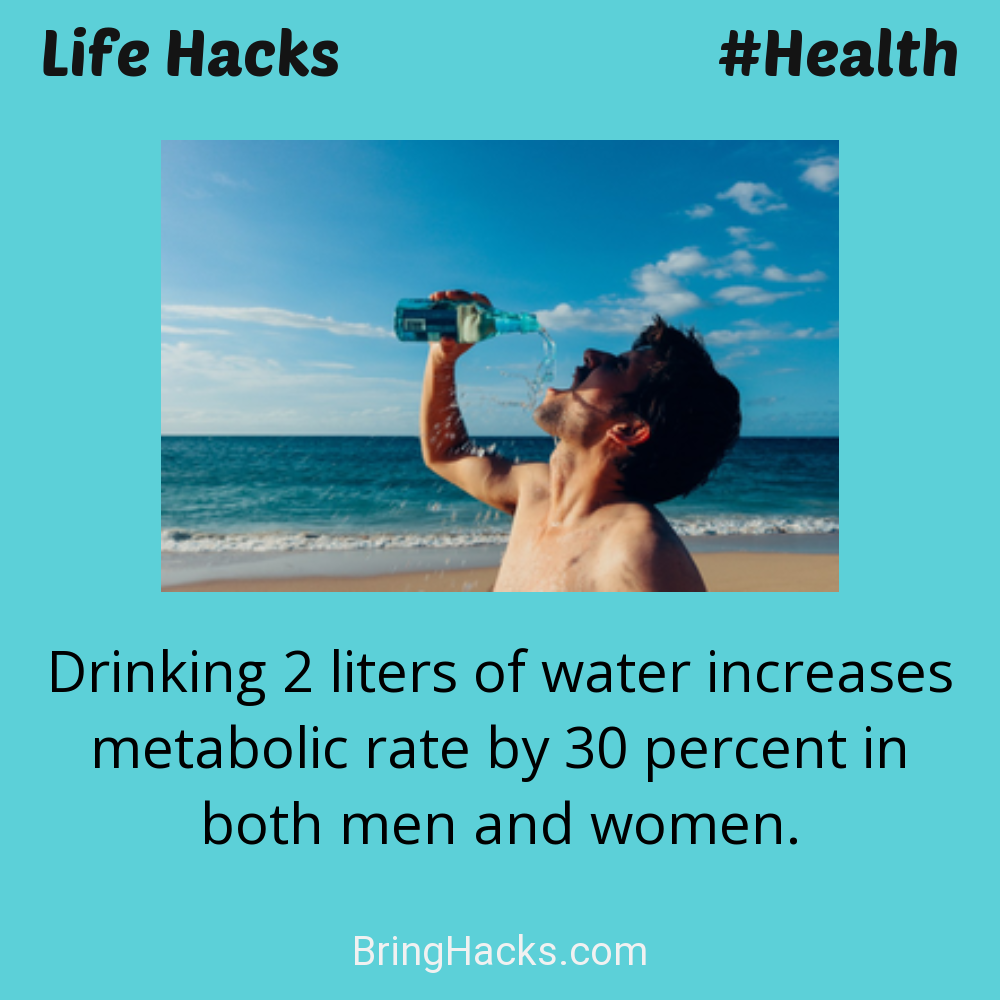 Life Hacks
#Health
Drinking 2 liters of water increases
metabolic rate by 30 percent in
both men and women.
BringHacks.com